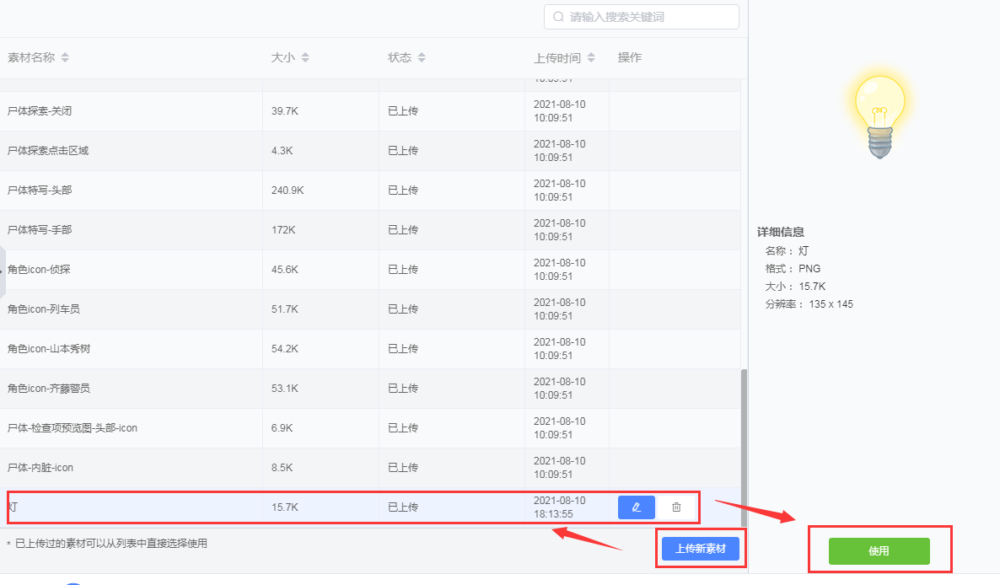 请输入搜索关键词
素材名称 大小 状态 上传时间 操作
10:09:51
尸体探索-关闭 39.7K 已上传 2021-08-10 10:09:51
尸体探索点击区域 4.3K 已上传 2021-08-10 10:09:51
尸体特写-头部 240.9K 已上传 2021-08-10 10:09:51
尸体特写-手部 172K 已上传 2021-08-10 10:09:51
角色icon-侦探 45.6K 已上传 2021-08-10 10:09:51
角色icon-列车员 51.7K 已上传 2021-08-10 10:09:51
角色icon-山本秀树 54.2K 已上传 2021-08-10 10:09:51
角色icon-齐藤警员 53.1K 已上传 2021-08-10 10:09:51
尸体-检查项预览图-头部-icon 6.9K 已上传 2021-08-10 10:09:51
尸体-内脏-icon 8.5K 已上传 2021-08-10 10:09:51
灯 15.7K 已上传 2021-08-10 18:13:55
* 已上传过的素材可以从列表中直接选择使用
上传新素材
详细信息
名称： 灯
格式： PNG
大小： 15.7K
分辨率： 135 x 145
使用